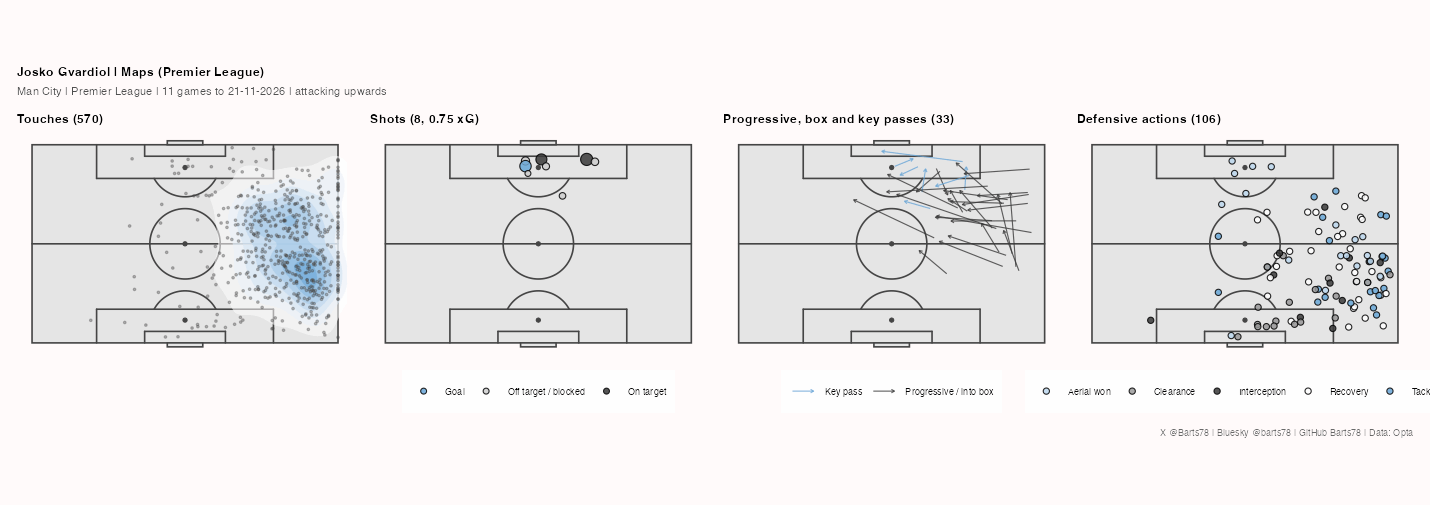 Josko Gvardiol | Maps (Premier League)
Man City | Premier League | 11 games to 21-11-2026 | attacking upwards
Touches (570)
Shots (8, 0.75 xG)
Progressive, box and key passes (33)
Defensive actions (106)
Goal
Off target / blocked
On target
Key pass
Progressive / into box
Aerial won
Clearance
Interception
Recovery
Tack
X @Barts78 | Bluesky @barts78 | GitHub Barts78 | Data: Opta